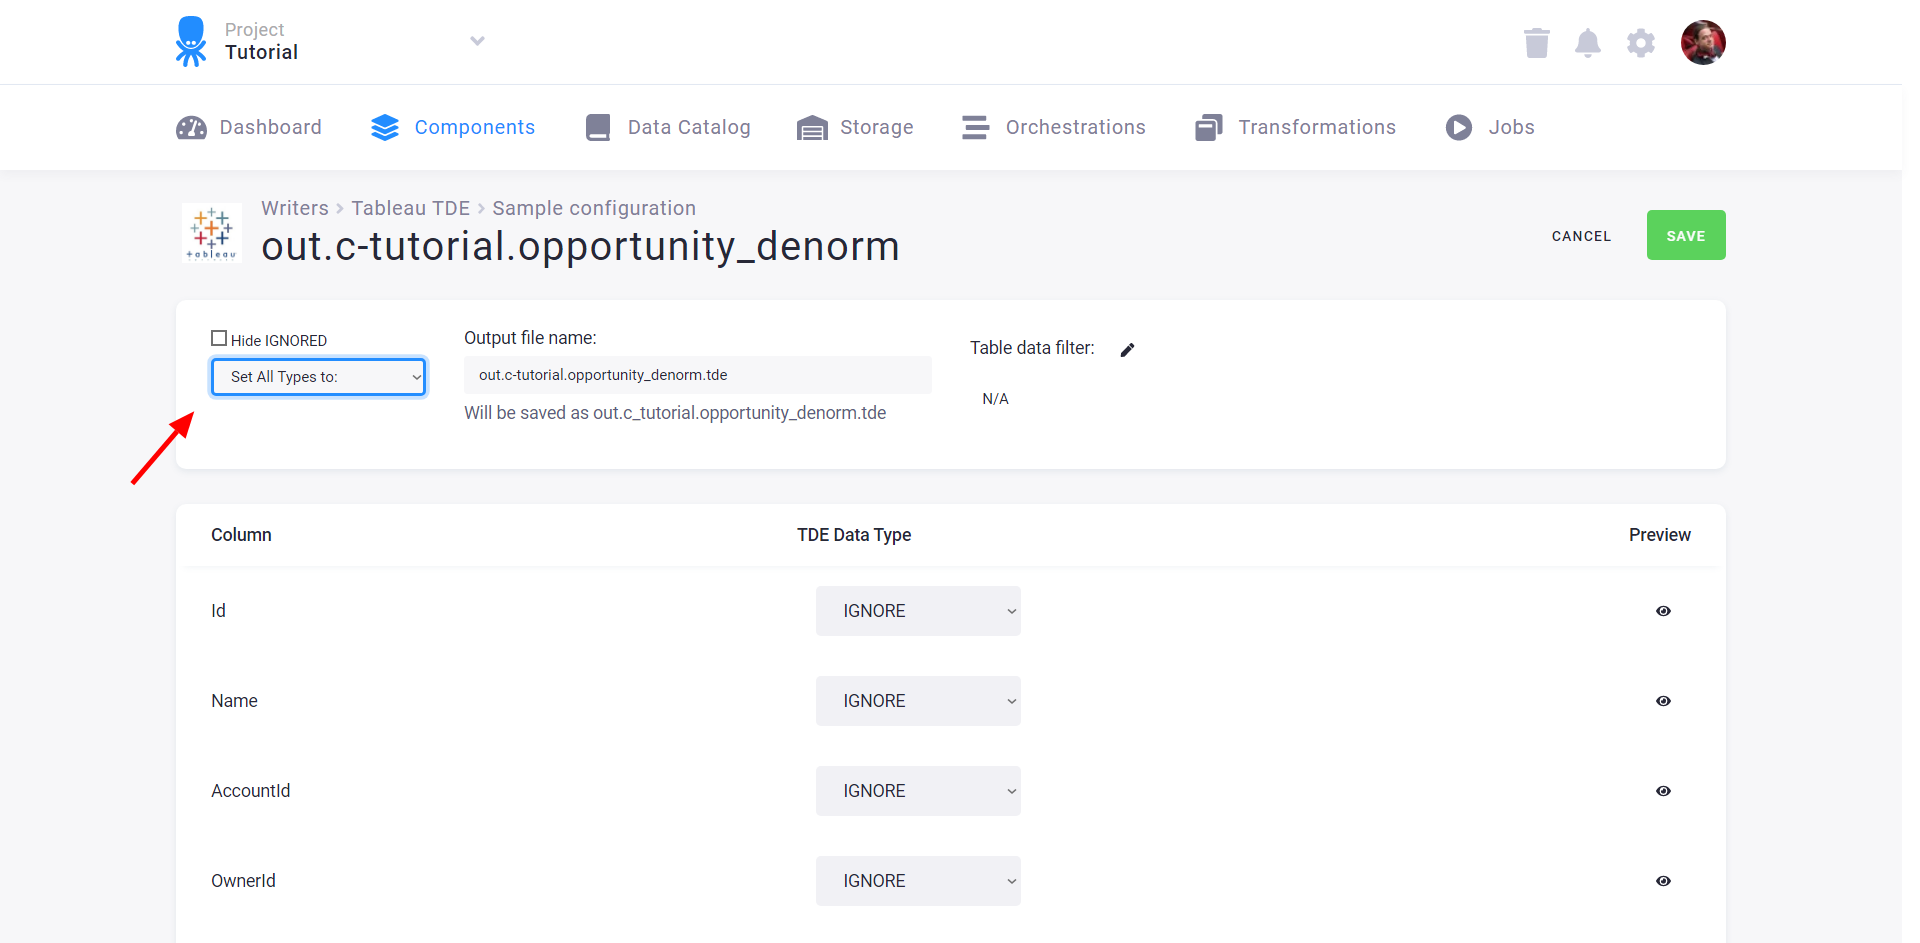 Project
Tutorial
Dashboard Components Data Catalog Storage Orchestrations Transformations Jobs
Writers > Tableau TDE > Sample configuration
out.c-tutorial.opportunity_denorm
+ableau
CANCEL SAVE
Hide IGNORED
Set All Types to:
Output file name:
out.c-tutorial.opportunity_denorm.tde
Will be saved as out.c_tutorial.opportunity_denorm.tde
Table data filter:
N/A
Column TDE Data Type Preview
Id IGNORE
Name IGNORE
AccountId IGNORE
OwnerId IGNORE